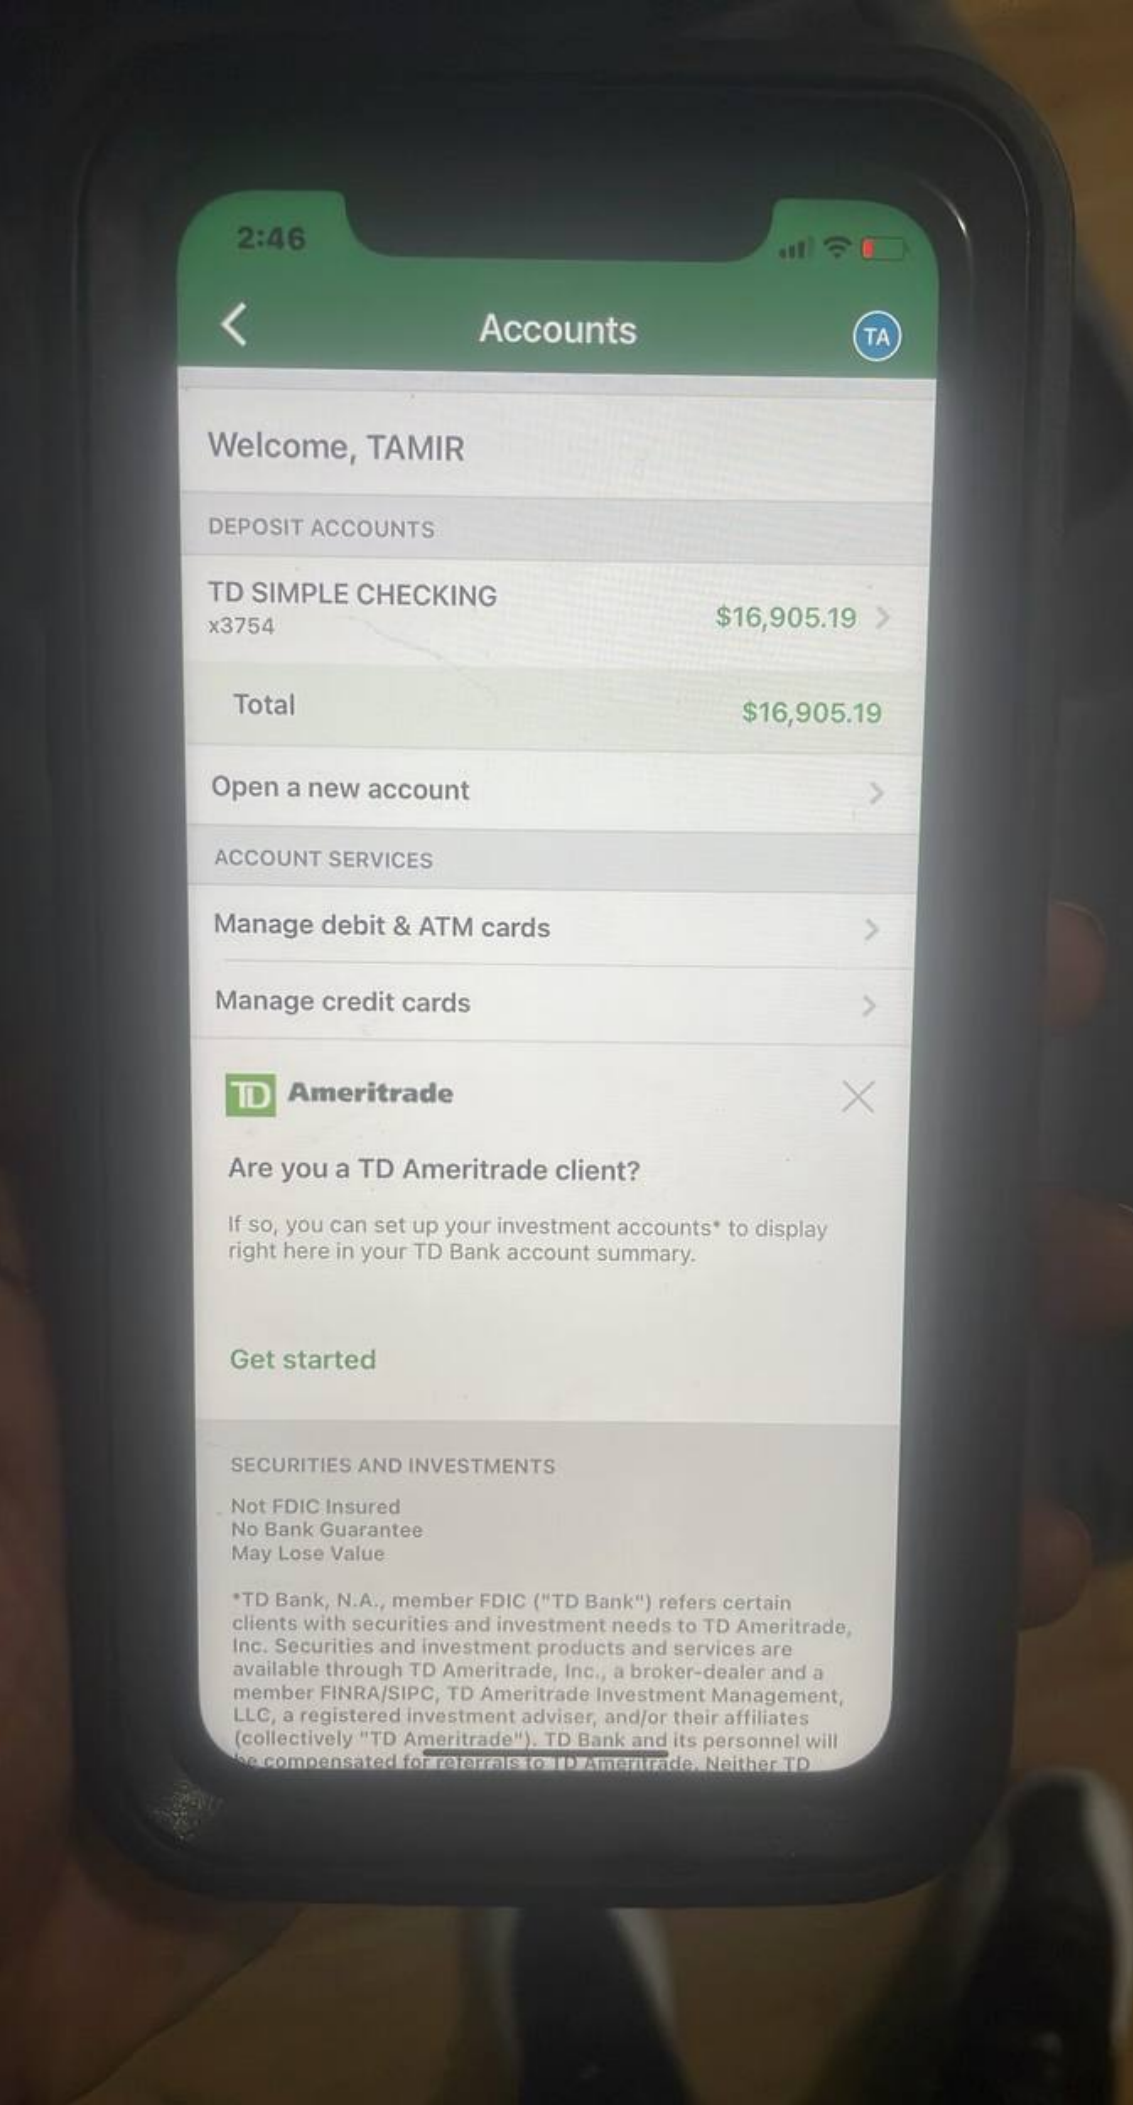 2:46
Accounts
TA
Welcome, TAMIR
DEPOSIT ACCOUNTS
TD SIMPLE CHECKING
x3754
$16,905.19
Total
$16,905.19
Open a new account
ACCOUNT SERVICES
Manage debit & ATM cards
Manage credit cards
TD Ameritrade
Are you a TD Ameritrade client?
If so, you can set up your investment accounts* to display
right here in your TD Bank account summary.
Get started
SECURITIES AND INVESTMENTS
Not FDIC Insured
No Bank Guarantee
May Lose Value
*TD Bank, N.A., member FDIC ("TD Bank") refers certain
clients with securities and investment needs to TD Ameritrade,
Inc. Securities and investment products and services are
available through TD Ameritrade, Inc., a broker-dealer and a
member FINRA/SIPC, TD Ameritrade Investment Management,
LLC, a registered investment adviser, and/or their affiliates
(collectively "TD Ameritrade"). TD Bank and its personnel will
be compensated for referrals to TD Ameritrade. Neither TD